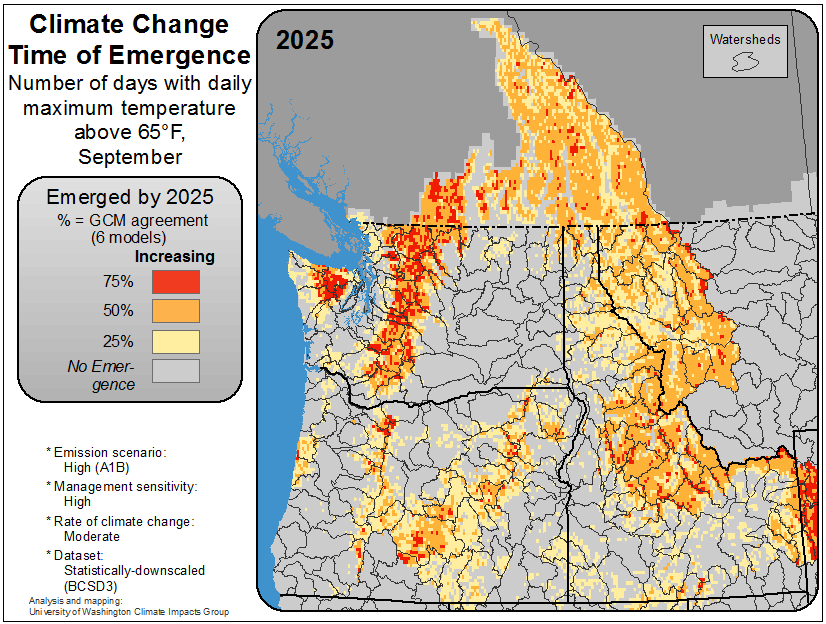 Climate Change
Time of Emergence
Number of days with daily
maximum temperature
above 65°F,
September
2025
Watersheds
Emerged by 2025
% = GCM agreement
(6 models)
Increasing
75%
50%
25%
No Emer-
gence
* Emission scenario:
High (A1B)
* Management sensitivity:
High
* Rate of climate change:
Moderate
* Dataset:
Statistically-downscaled
(BCSD3)
Analysis and mapping:
University of Washington Climate Impacts Group